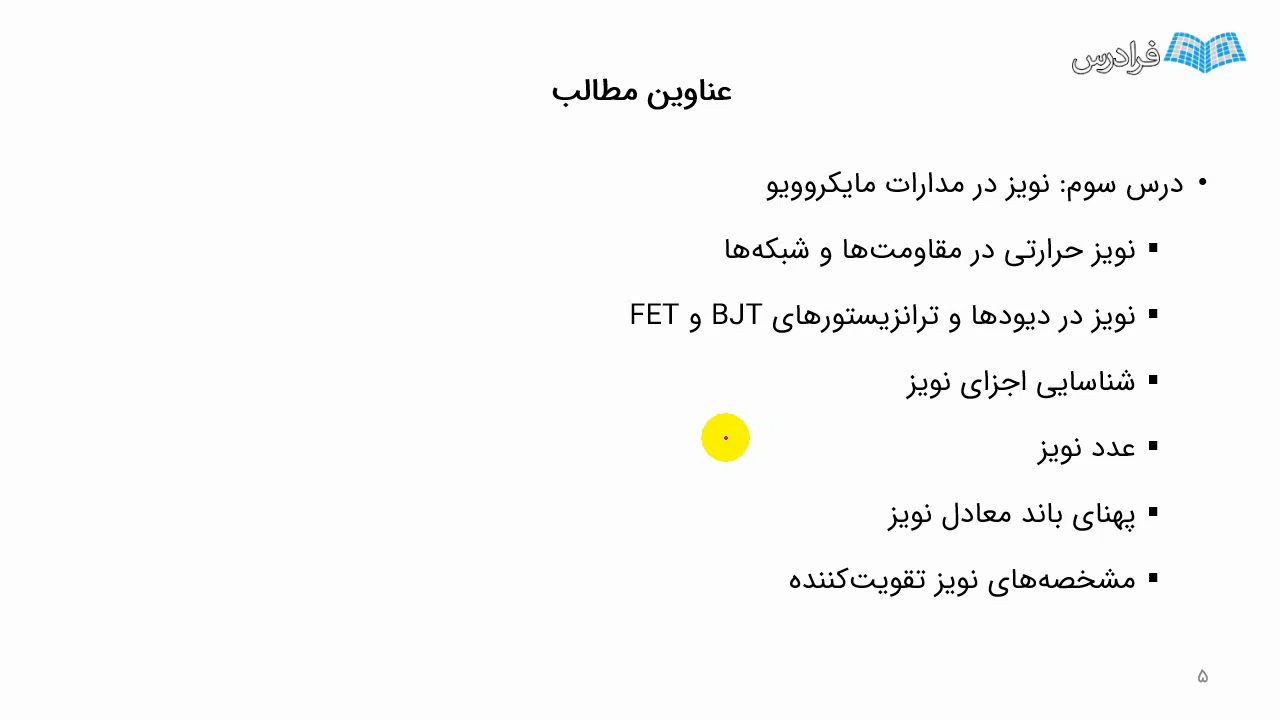 فرادرس
عناوین مطالب
• درس سوم: نویز در مدارات مایکروویو
▪ نویز حرارتی در مقاومت‌ها و شبکه‌ها
▪ نویز در دیودها و ترانزیستورهای BJT و FET
▪ شناسایی اجزای نویز
▪ عدد نویز
▪ پهنای باند معادل نویز
▪ مشخصه‌های نویز تقویت‌کننده
۵